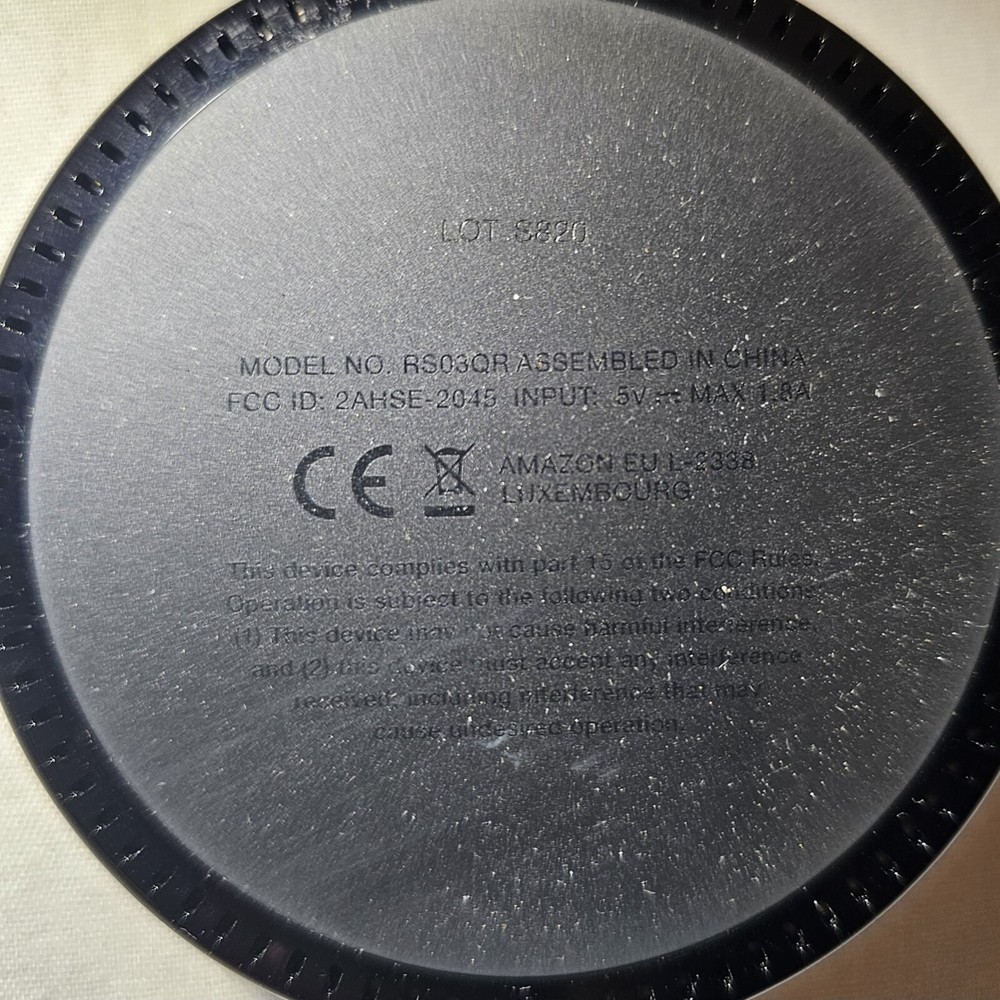 LOT S820
MODEL NO: RS03QR ASSEMBLED IN CHINA
FCC ID: 2AHSE-2045 INPUT: 5V ⎓ MAX 1.8A
CE AMAZON EU L-2338
LUXEMBOURG
This device complies with part 15 of the FCC Rules.
Operation is subject to the following two conditions:
(1) This device may not cause harmful interference,
and (2) this device must accept any interference
received, including interference that may
cause undesired operation.